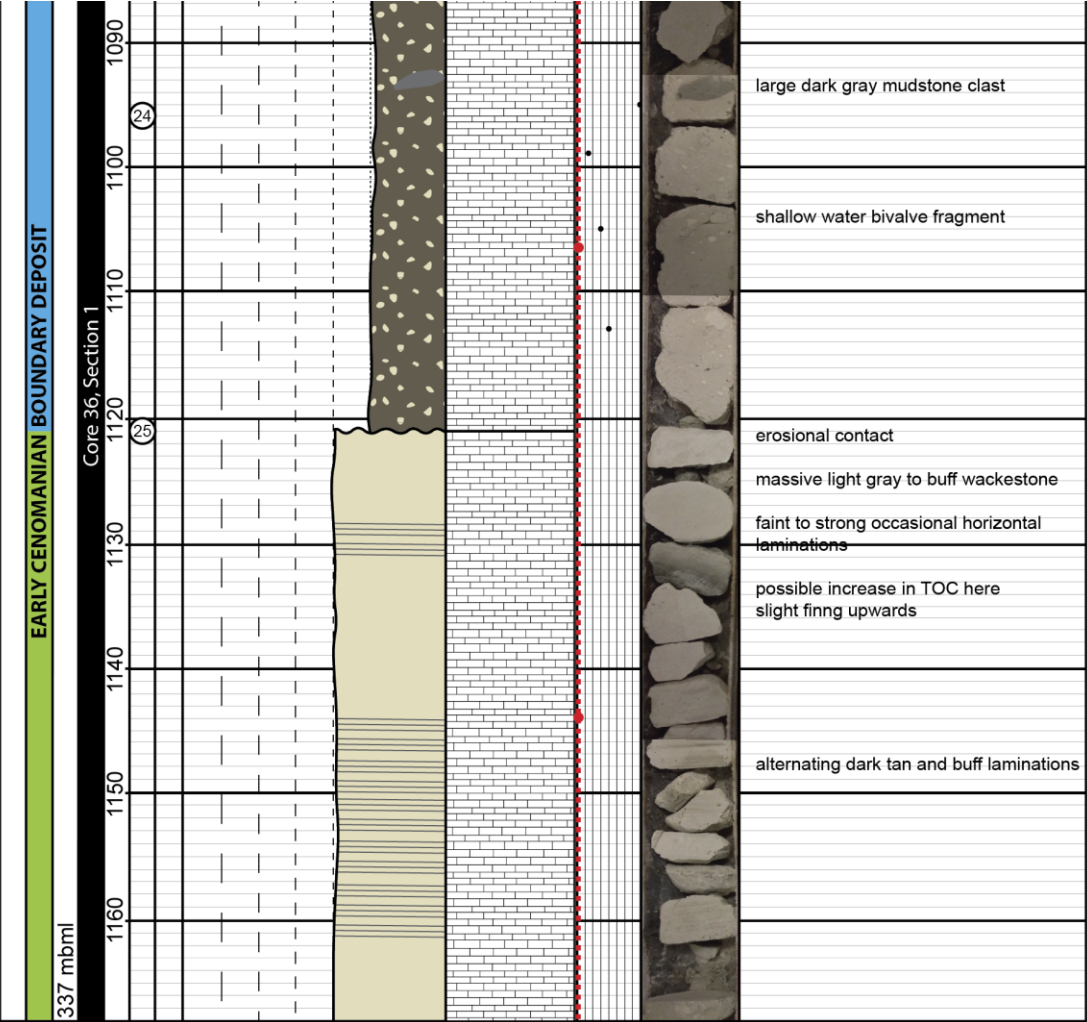 BOUNDARY DEPOSIT
EARLY CENOMANIAN
337 mbml
Core 36, Section 1
1090
1100
1110
1120
1130
1140
1150
1160
24
25
large dark gray mudstone clast
shallow water bivalve fragment
erosional contact
massive light gray to buff wackestone
faint to strong occasional horizontal
laminations
possible increase in TOC here
slight finng upwards
alternating dark tan and buff laminations